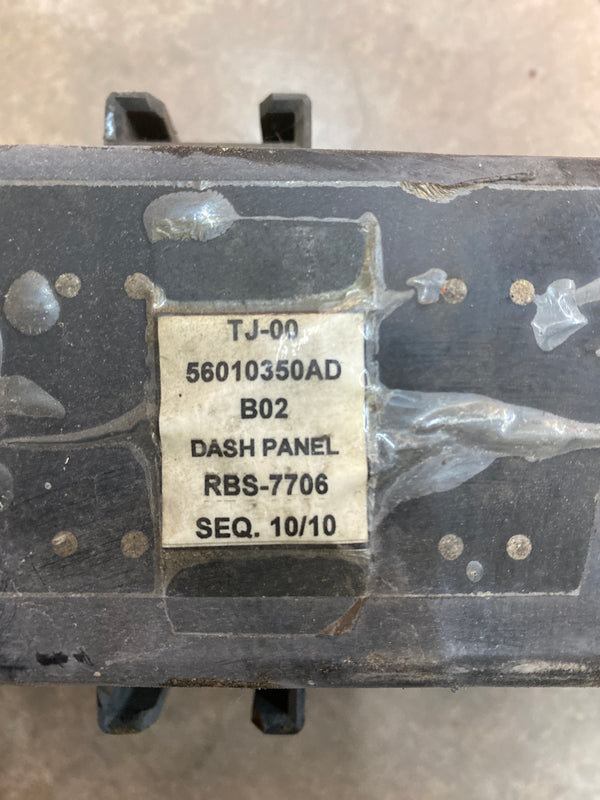 TJ-00
56010350AD
B02
DASH PANEL
RBS-7706
SEQ. 10/10